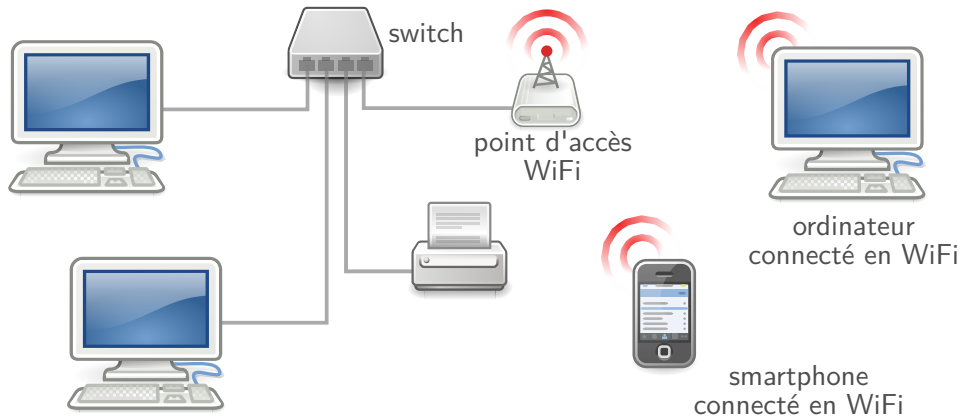 switch
point d'accès
WiFi
ordinateur
connecté en WiFi
smartphone
connecté en WiFi